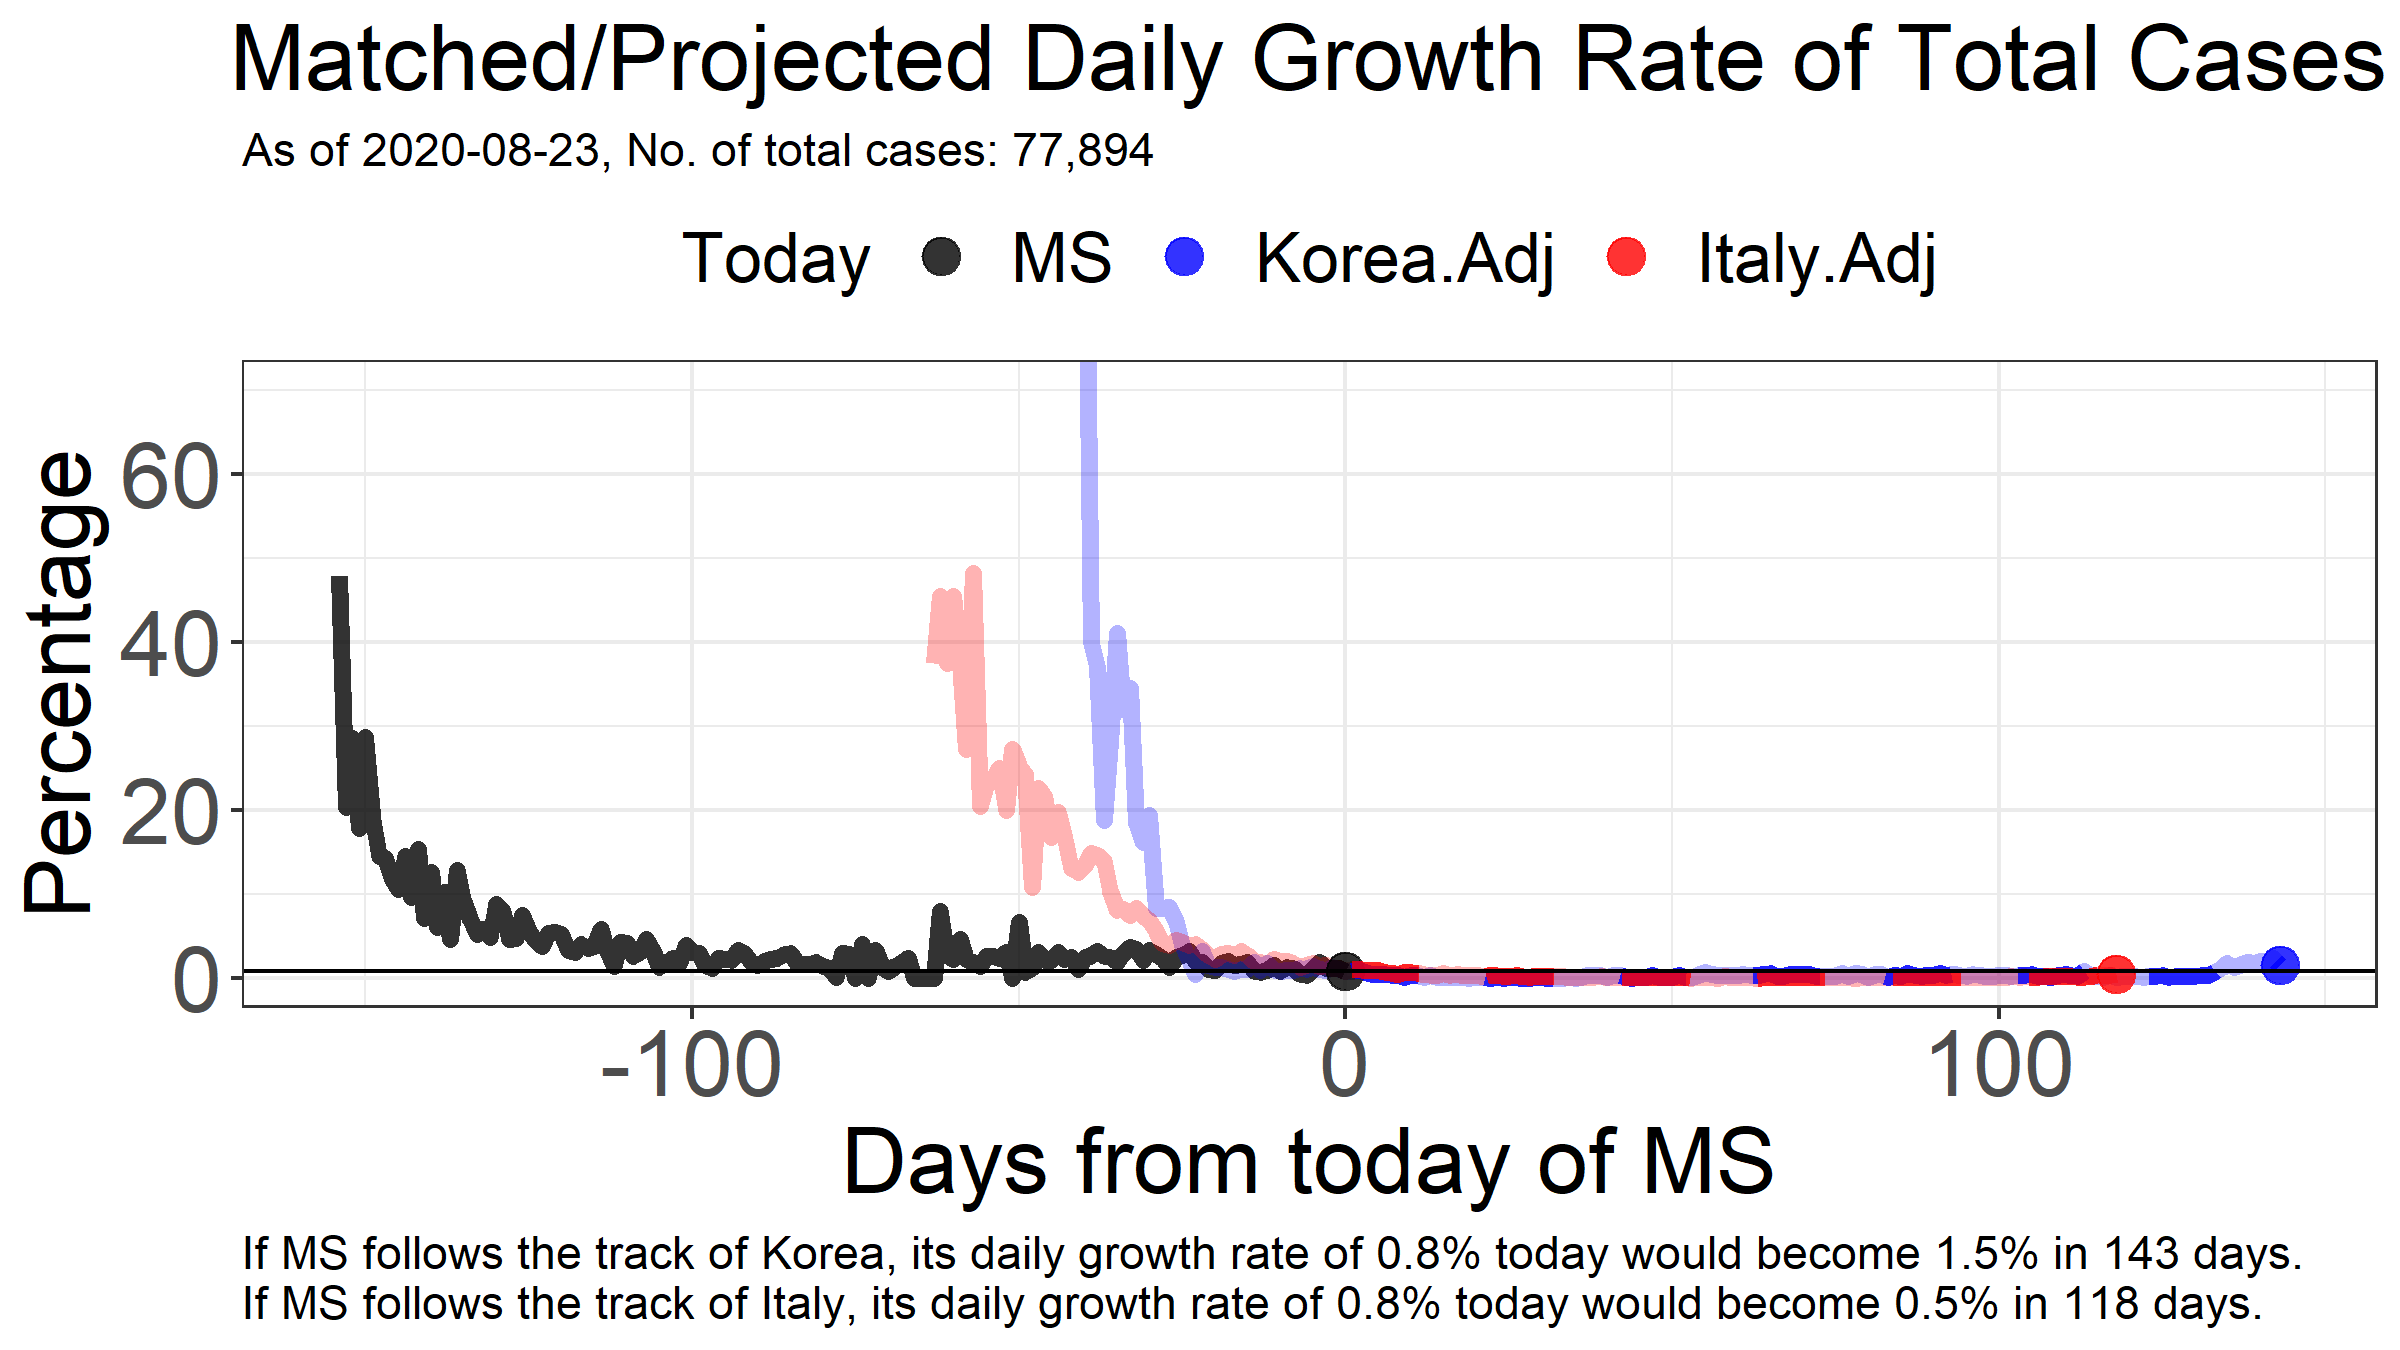 Matched/Projected Daily Growth Rate of Total Cases
As of 2020-08-23, No. of total cases: 77,894
Today MS Korea.Adj Italy.Adj
Percentage
60
40
20
0
-100 0 100
Days from today of MS
If MS follows the track of Korea, its daily growth rate of 0.8% today would become 1.5% in 143 days.
If MS follows the track of Italy, its daily growth rate of 0.8% today would become 0.5% in 118 days.